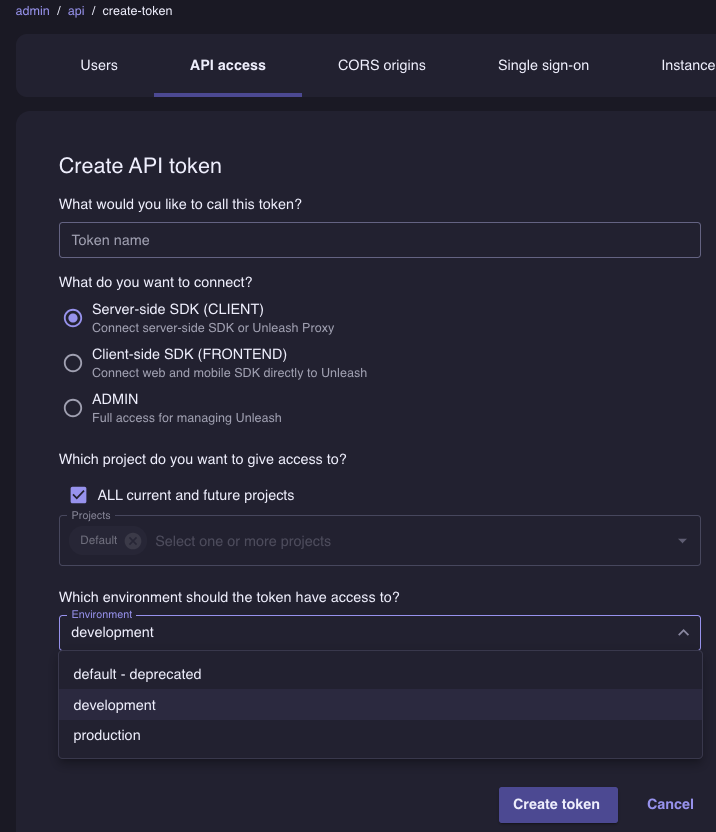 admin / api / create-token
Users API access CORS origins Single sign-on Instance
Create API token
What would you like to call this token?
Token name
What do you want to connect?
Server-side SDK (CLIENT)
Connect server-side SDK or Unleash Proxy
Client-side SDK (FRONTEND)
Connect web and mobile SDK directly to Unleash
ADMIN
Full access for managing Unleash
Which project do you want to give access to?
ALL current and future projects
Projects
Default Select one or more projects
Which environment should the token have access to?
Environment
development
default - deprecated
development
production
Create token Cancel